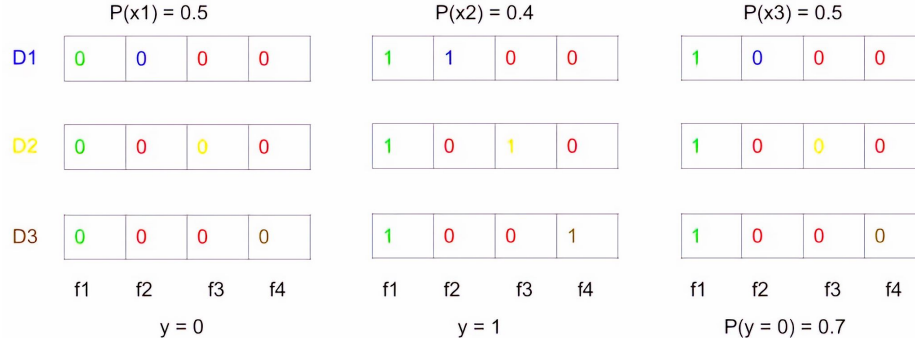 P(x1) = 0.5 P(x2) = 0.4 P(x3) = 0.5
D1 0 0 0 0 1 1 0 0 1 0 0 0
D2 0 0 0 0 1 0 1 0 1 0 0 0
D3 0 0 0 0 1 0 0 1 1 0 0 0
f1 f2 f3 f4 f1 f2 f3 f4 f1 f2 f3 f4
y = 0 y = 1 P(y = 0) = 0.7